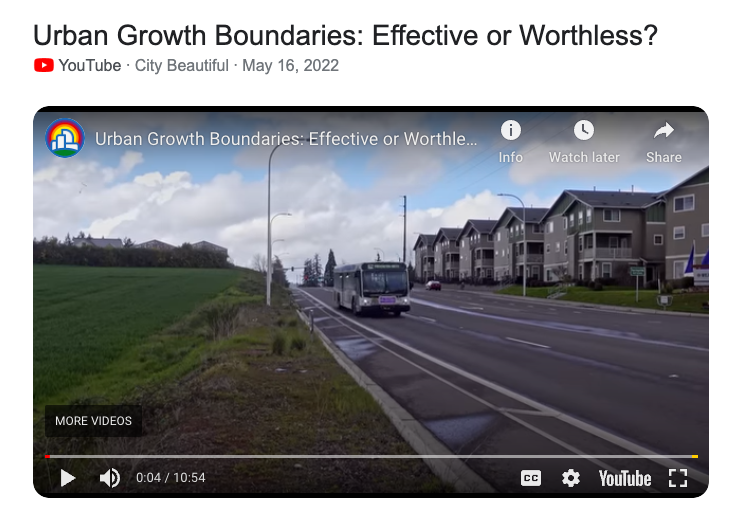 Urban Growth Boundaries: Effective or Worthless?
YouTube · City Beautiful · May 16, 2022
Urban Growth Boundaries: Effective or Worthle...
Info
Watch later
Share
MORE VIDEOS
0:04 / 10:54
CC
YouTube